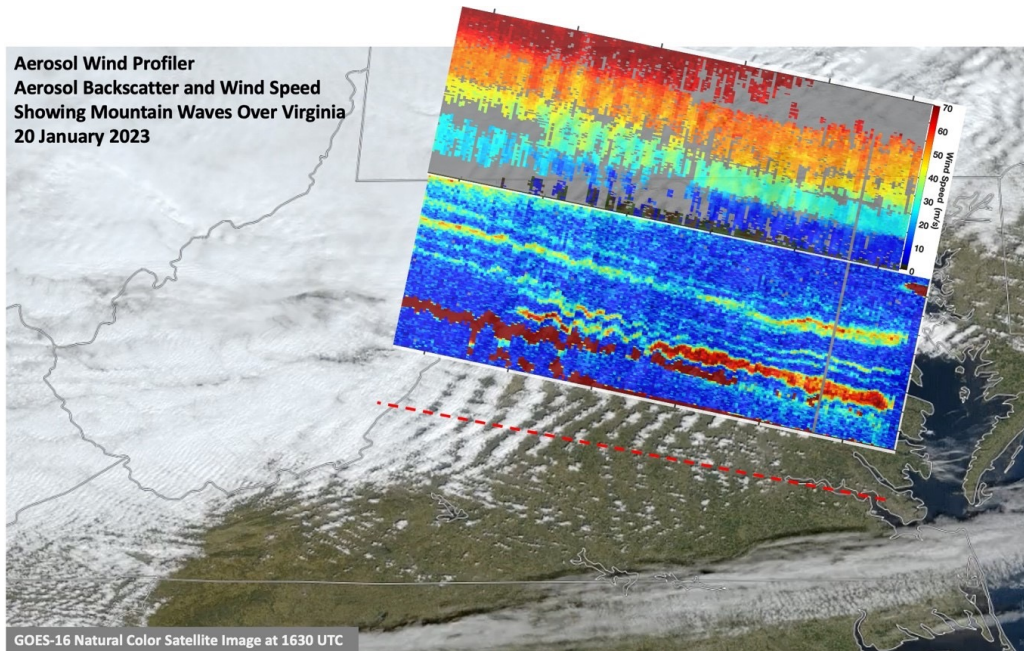 Aerosol Wind Profiler
Aerosol Backscatter and Wind Speed
Showing Mountain Waves Over Virginia
20 January 2023
70
60
50
40
30
20
10
0
Wind Speed (m/s)
GOES-16 Natural Color Satellite Image at 1630 UTC